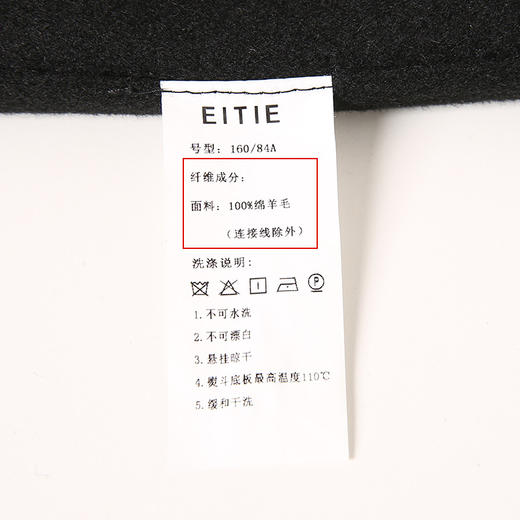 EITIE
号型: 160/84A
纤维成分:
面料: 100%绵羊毛
(连接线除外)
洗涤说明:
P
1.不可水洗
2.不可漂白
3.悬挂晾干
4.熨斗底板最高温度110℃
5.缓和干洗